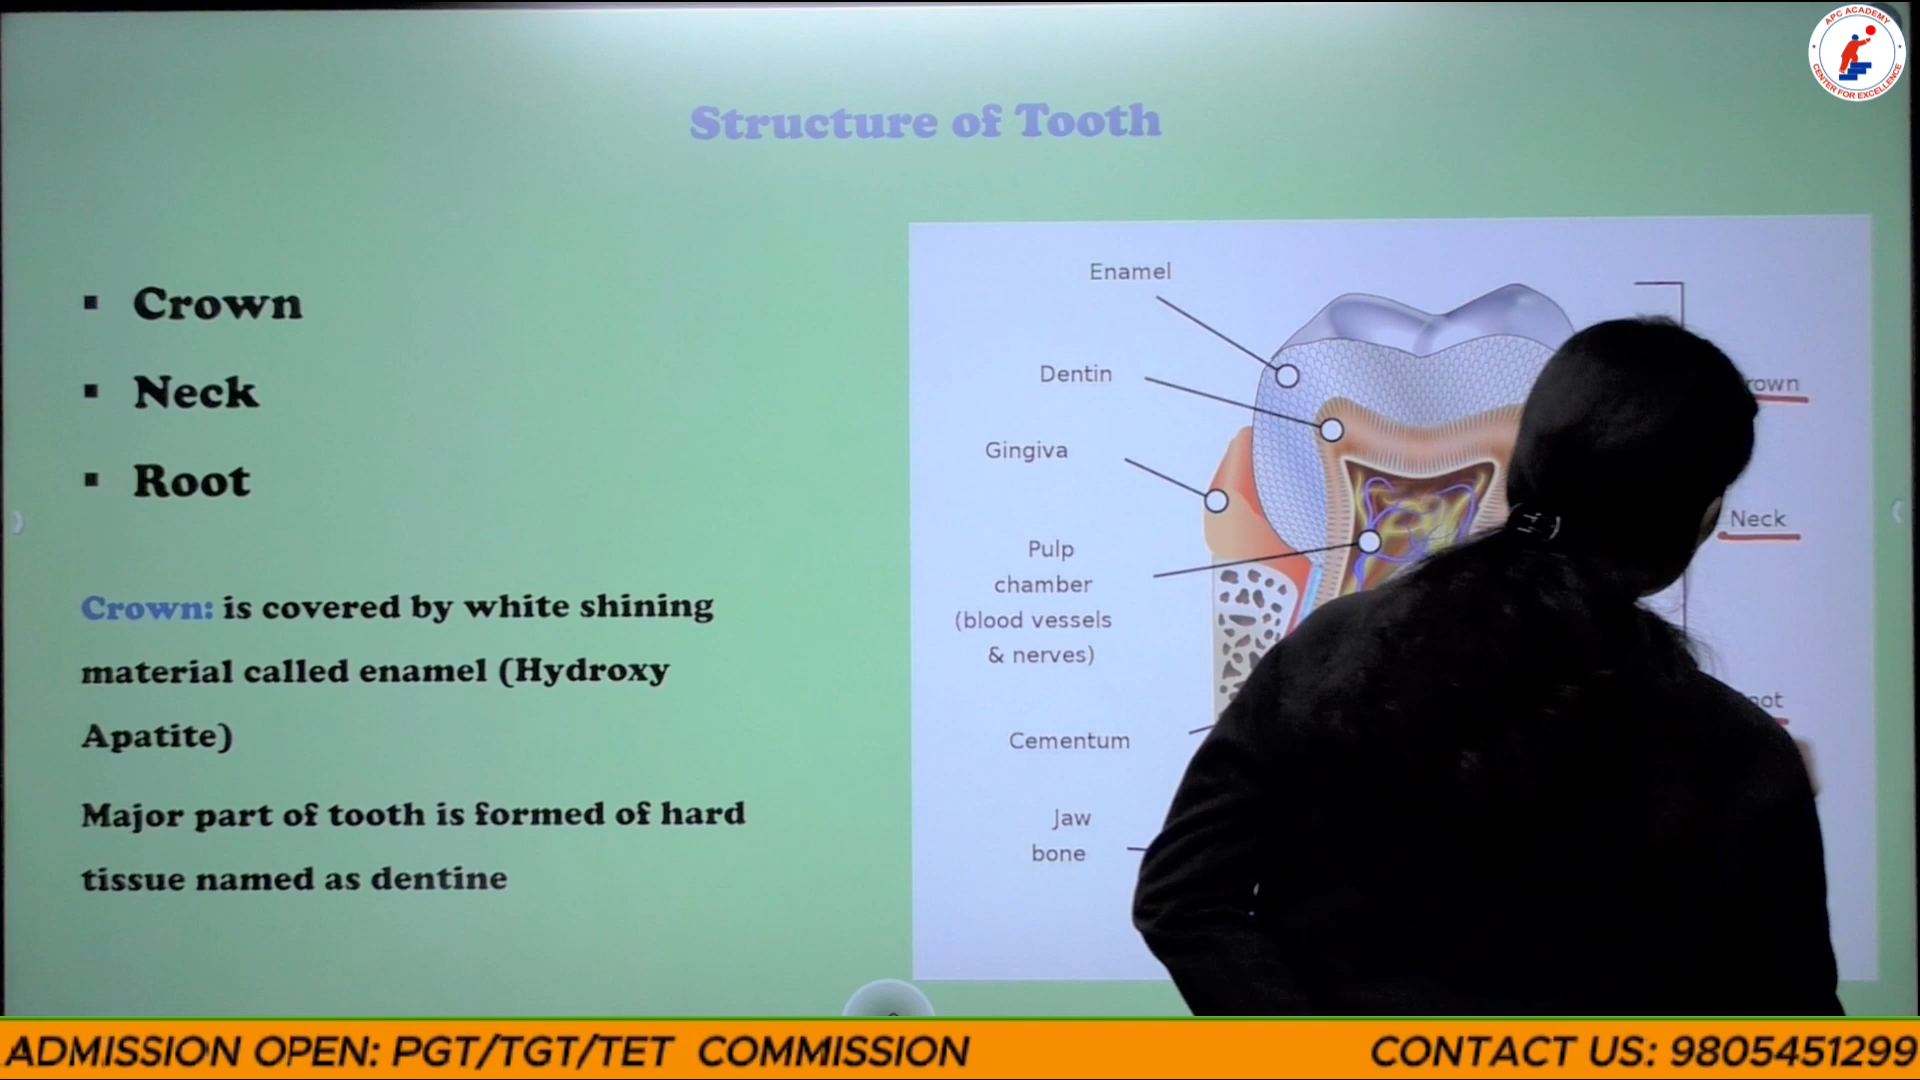 APC ACADEMY
CENTER FOR EXCELLENCE
Structure of Tooth
▪ Crown
▪ Neck
▪ Root
Crown: is covered by white shining
material called enamel (Hydroxy
Apatite)
Major part of tooth is formed of hard
tissue named as dentine
Enamel
Dentin
Gingiva
Pulp
chamber
(blood vessels
& nerves)
Cementum
Jaw
bone
Neck
ADMISSION OPEN: PGT/TGT/TET COMMISSION
CONTACT US: 9805451299